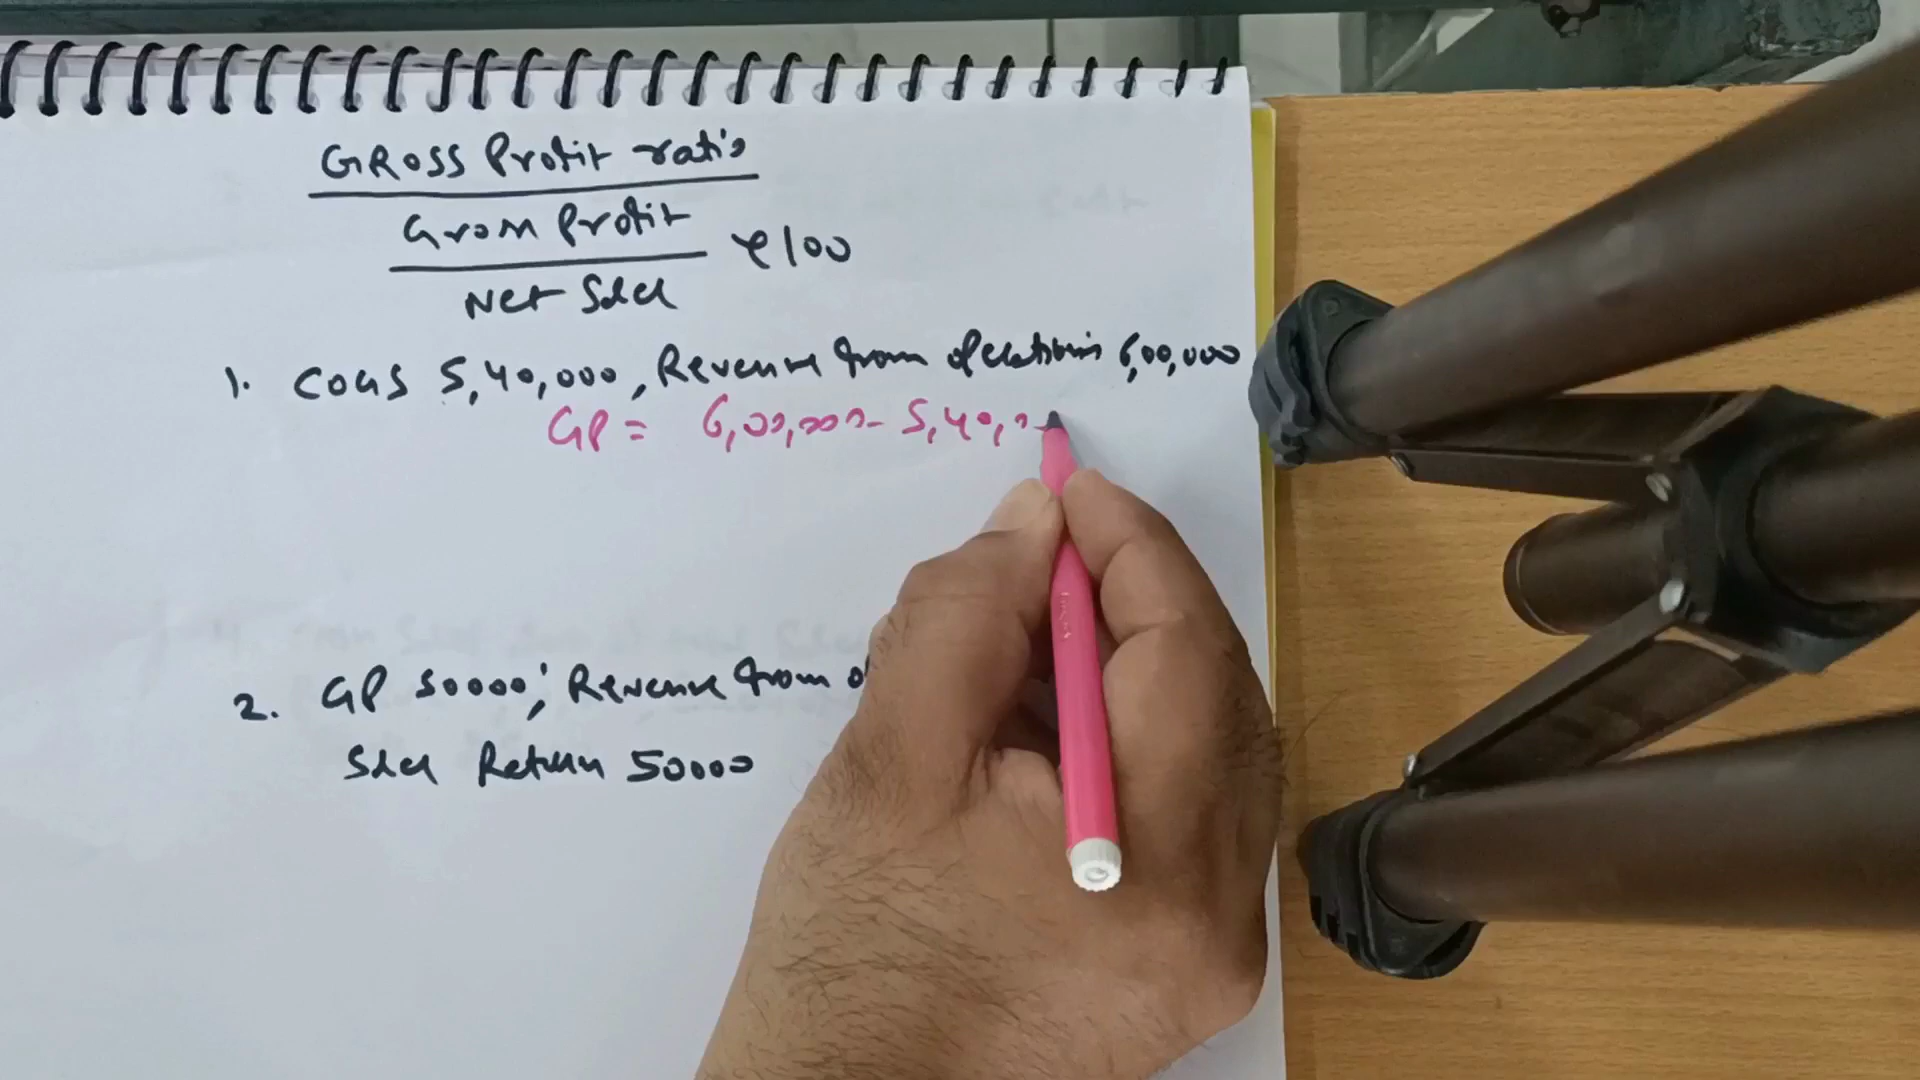 GROSS Profit ratio
Gross Profit
× 100
Net Sales
1. COGS 5,40,000, Revenue from operations 6,00,000
GP = 6,00,000 - 5,40,0
2. GP 50000; Revenue from o
Sales Return 50000